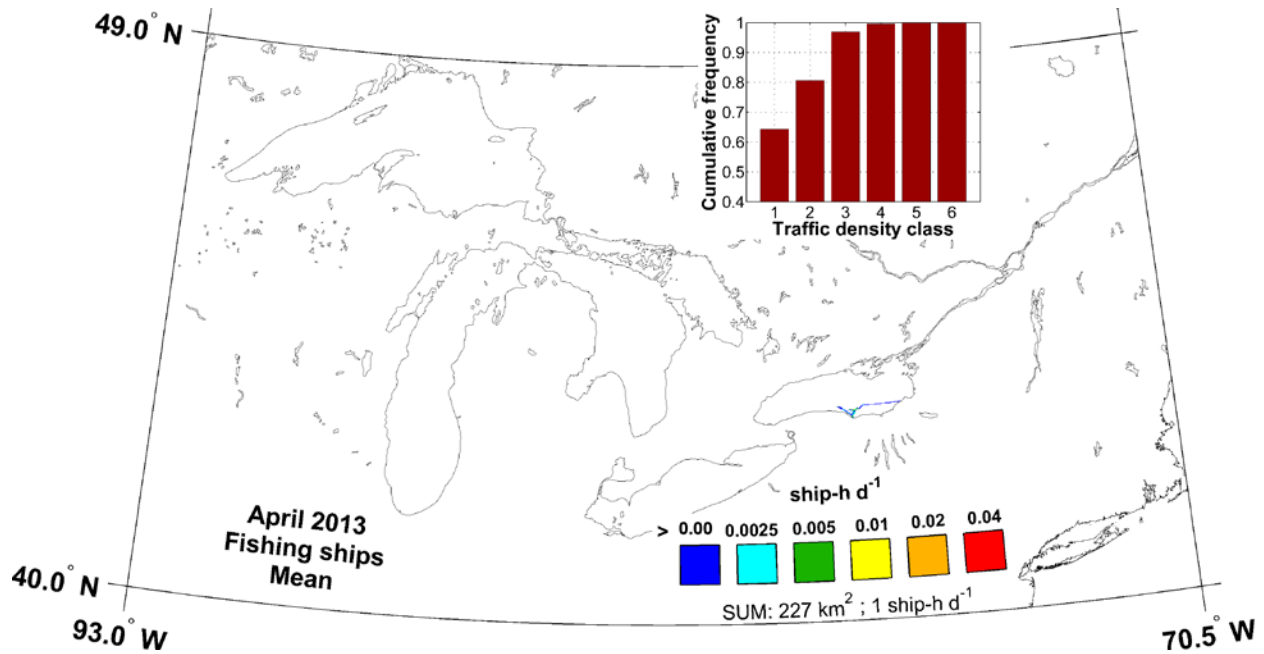 49.0° N
1
0.9
0.8
0.7
0.6
0.5
0.4
Cumulative frequency
1 2 3 4 5 6
Traffic density class
April 2013
Fishing ships
Mean
ship-h d⁻¹
> 0.00 0.0025 0.005 0.01 0.02 0.04
SUM: 227 km² ; 1 ship-h d⁻¹
40.0° N
93.0° W
70.5° W